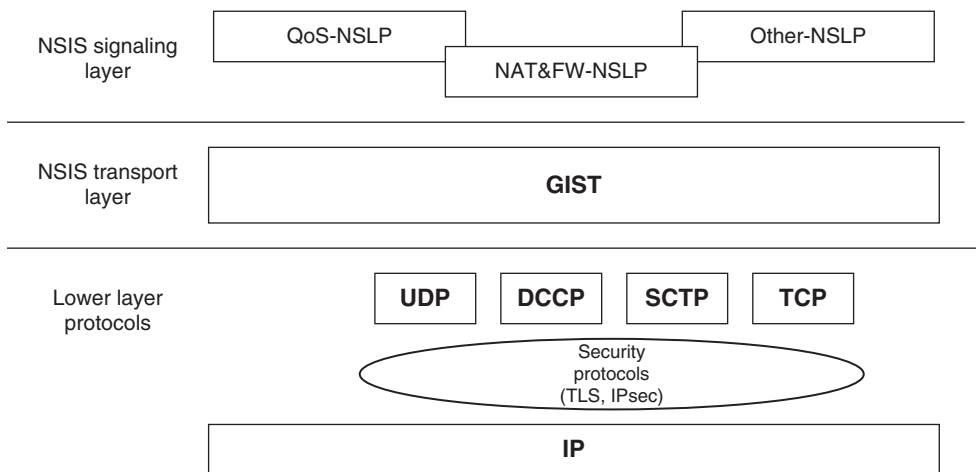 NSIS signaling
layer
QoS-NSLP
NAT&FW-NSLP
Other-NSLP
NSIS transport
layer
GIST
Lower layer
protocols
UDP
DCCP
SCTP
TCP
Security
protocols
(TLS, IPsec)
IP